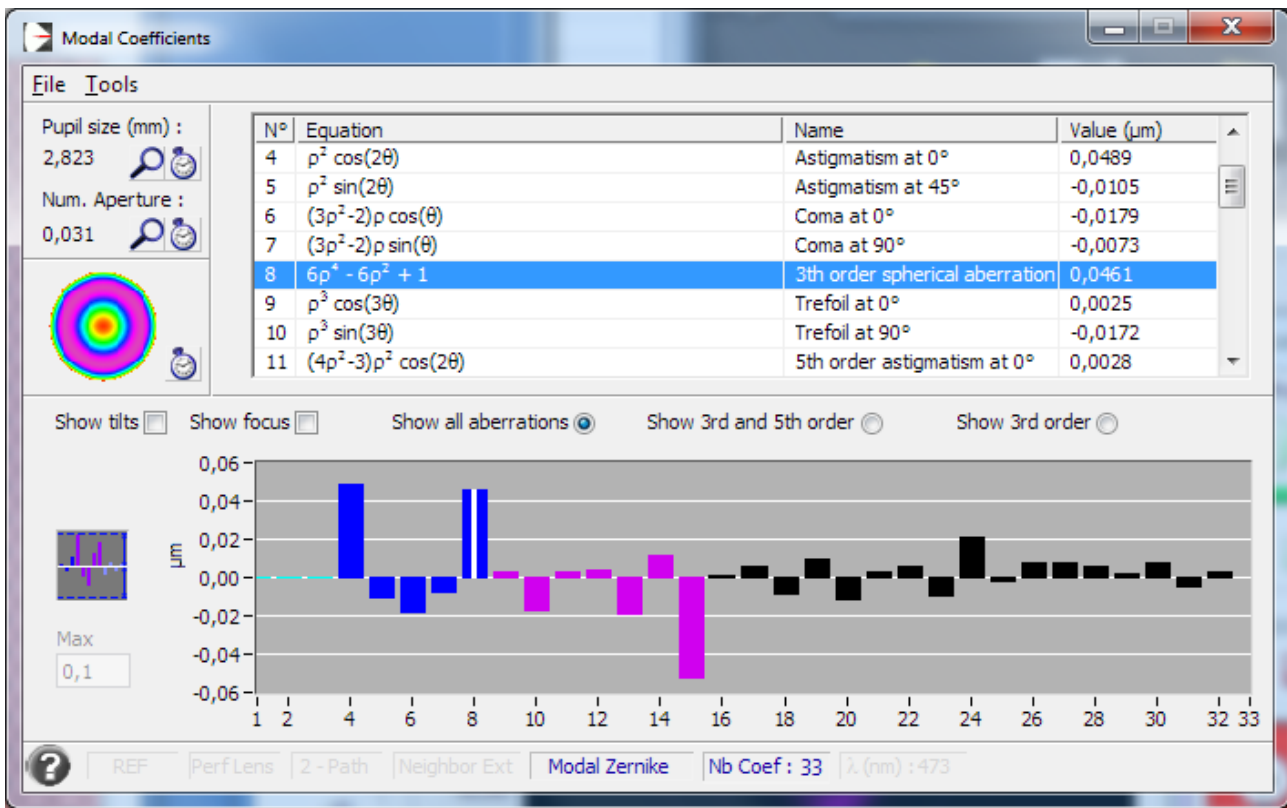 Modal Coefficients
File Tools
Pupil size (mm) :
2,823
Num. Aperture :
0,031
N° Equation Name Value (µm)
4 ρ² cos(2θ) Astigmatism at 0° 0,0489
5 ρ² sin(2θ) Astigmatism at 45° -0,0105
6 (3ρ²-2)ρ cos(θ) Coma at 0° -0,0179
7 (3ρ²-2)ρ sin(θ) Coma at 90° -0,0073
8 6ρ⁴ - 6ρ² + 1 3th order spherical aberration 0,0461
9 ρ³ cos(3θ) Trefoil at 0° 0,0025
10 ρ³ sin(3θ) Trefoil at 90° -0,0172
11 (4ρ²-3)ρ² cos(2θ) 5th order astigmatism at 0° 0,0028
Show tilts Show focus Show all aberrations Show 3rd and 5th order Show 3rd order
0,06
0,04
0,02
0,00
-0,02
-0,04
-0,06
µm
Max
0,1
1 2 4 6 8 10 12 14 16 18 20 22 24 26 28 30 32 33
? REF Perf Lens 2 - Path Neighbor Ext Modal Zernike Nb Coef : 33 λ (nm) : 473